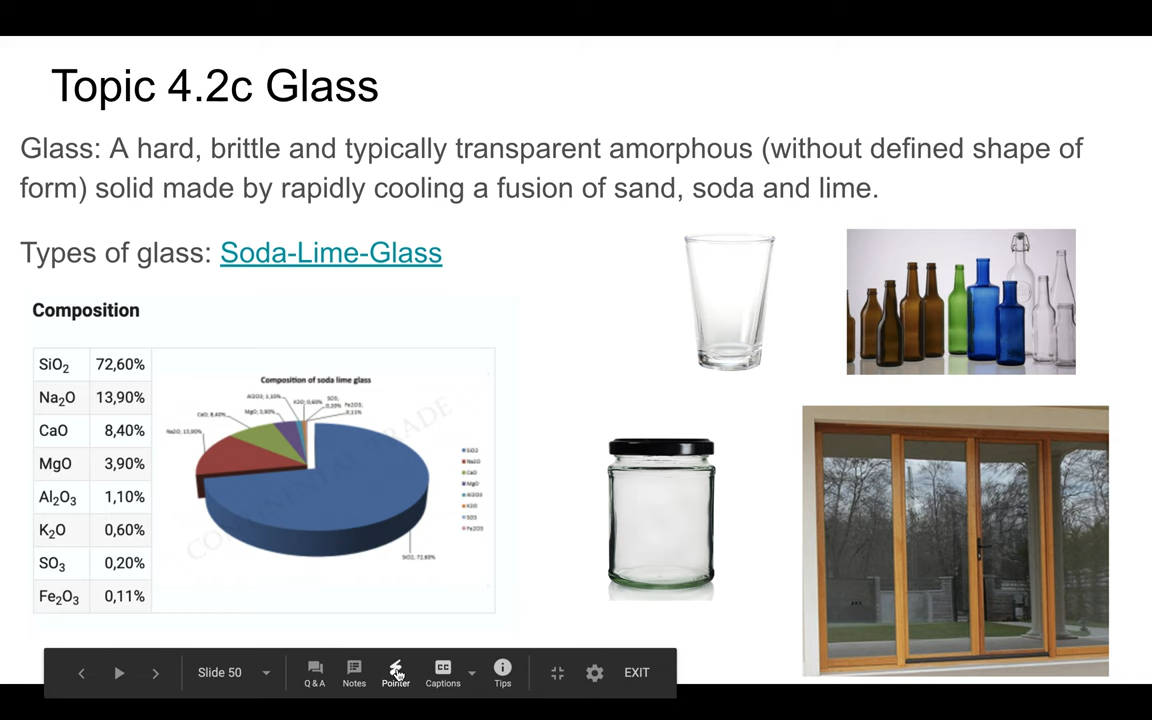 Topic 4.2c Glass
Glass: A hard, brittle and typically transparent amorphous (without defined shape of
form) solid made by rapidly cooling a fusion of sand, soda and lime.
Types of glass: Soda-Lime-Glass
Composition
SiO2 72,60%
Na2O 13,90%
CaO 8,40%
MgO 3,90%
Al2O3 1,10%
K2O 0,60%
SO3 0,20%
Fe2O3 0,11%
Composition of soda lime glass
Al2O3; 1,10%
K2O; 0,60%
SO3; 0,20%
Fe2O3; 0,11%
MgO; 3,90%
CaO; 8,40%
Na2O; 13,90%
SiO2; 72,60%
SiO2
Na2O
CaO
MgO
Al2O3
K2O
SO3
Fe2O3
Slide 50
Q & A
Notes
Pointer
CC
Captions
Tips
EXIT